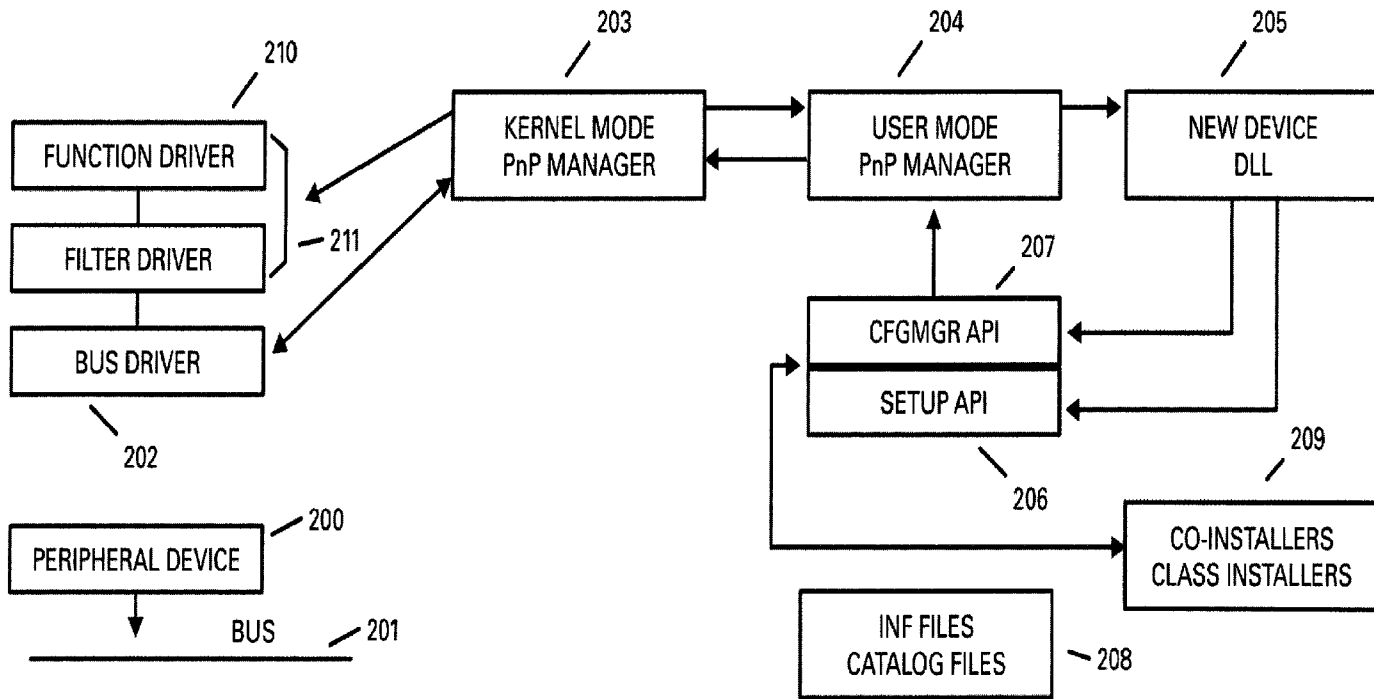 203
204
205
210
KERNEL MODE
PnP MANAGER
USER MODE
PnP MANAGER
NEW DEVICE
DLL
FUNCTION DRIVER
FILTER DRIVER
211
207
BUS DRIVER
CFGMGR API
SETUP API
202
206
209
200
PERIPHERAL DEVICE
CO-INSTALLERS
CLASS INSTALLERS
BUS
201
INF FILES
CATALOG FILES
208